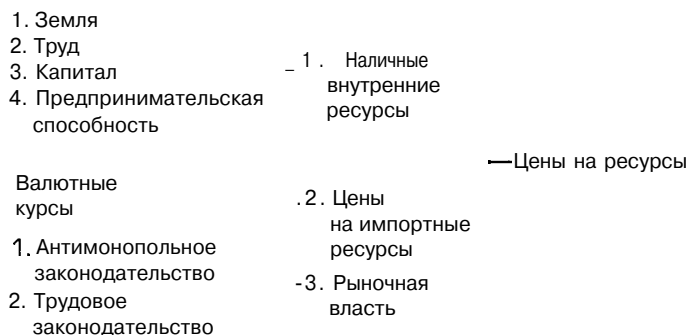 1. Земля
2. Труд
3. Капитал
4. Предпринимательская
способность
Валютные
курсы
1. Антимонопольное
законодательство
2. Трудовое
законодательство
1. Наличные
внутренние
ресурсы
2. Цены
на импортные
ресурсы
3. Рыночная
власть
Цены на ресурсы